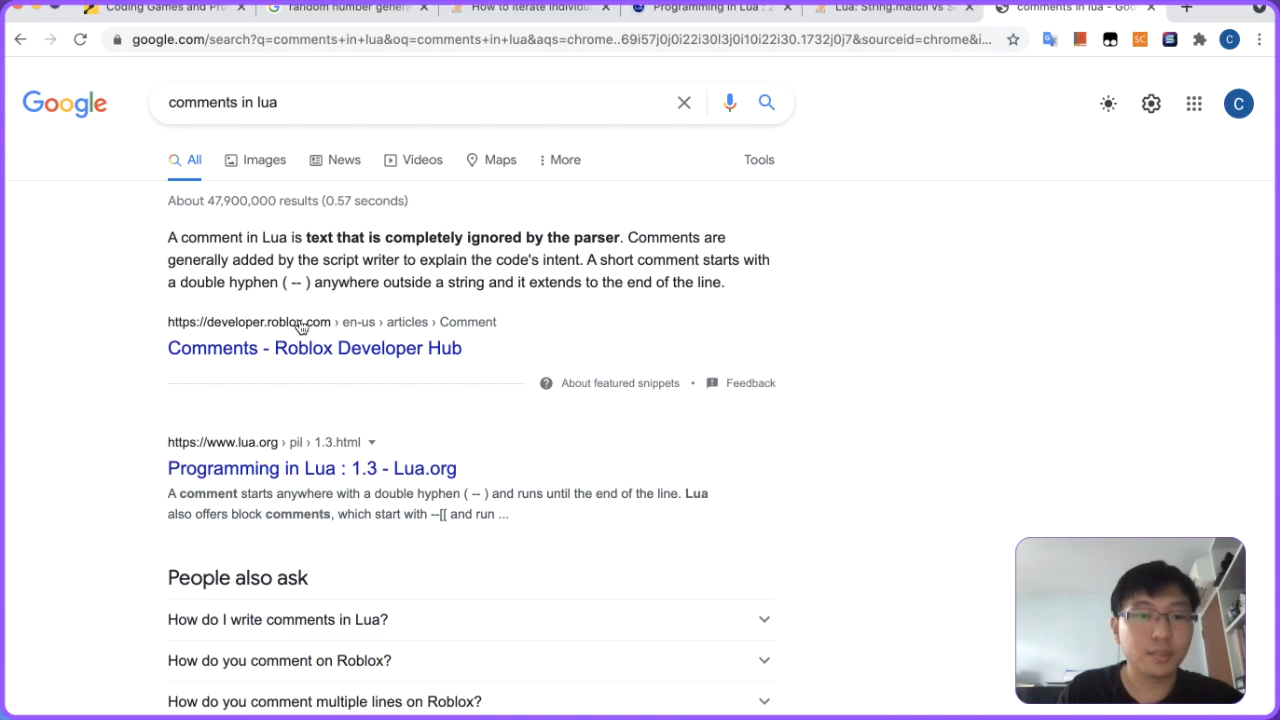 Coding Games and Pro
random number genera
How to iterate individu
Programming in Lua : 2
Lua: String.match vs S
comments in lua - Goo
google.com/search?q=comments+in+lua&oq=comments+in+lua&aqs=chrome..69i57j0j0i22i30l3j0i10i22i30.1732j0j7&sourceid=chrome&i...
SC
S
C
Google
comments in lua
C
All
Images
News
Videos
Maps
More
Tools
About 47,900,000 results (0.57 seconds)
A comment in Lua is text that is completely ignored by the parser. Comments are
generally added by the script writer to explain the code's intent. A short comment starts with
a double hyphen ( -- ) anywhere outside a string and it extends to the end of the line.
https://developer.roblox.com › en-us › articles › Comment
Comments - Roblox Developer Hub
About featured snippets • Feedback
https://www.lua.org › pil › 1.3.html
Programming in Lua : 1.3 - Lua.org
A comment starts anywhere with a double hyphen ( -- ) and runs until the end of the line. Lua
also offers block comments, which start with --[[ and run ...
People also ask
How do I write comments in Lua?
How do you comment on Roblox?
How do you comment multiple lines on Roblox?